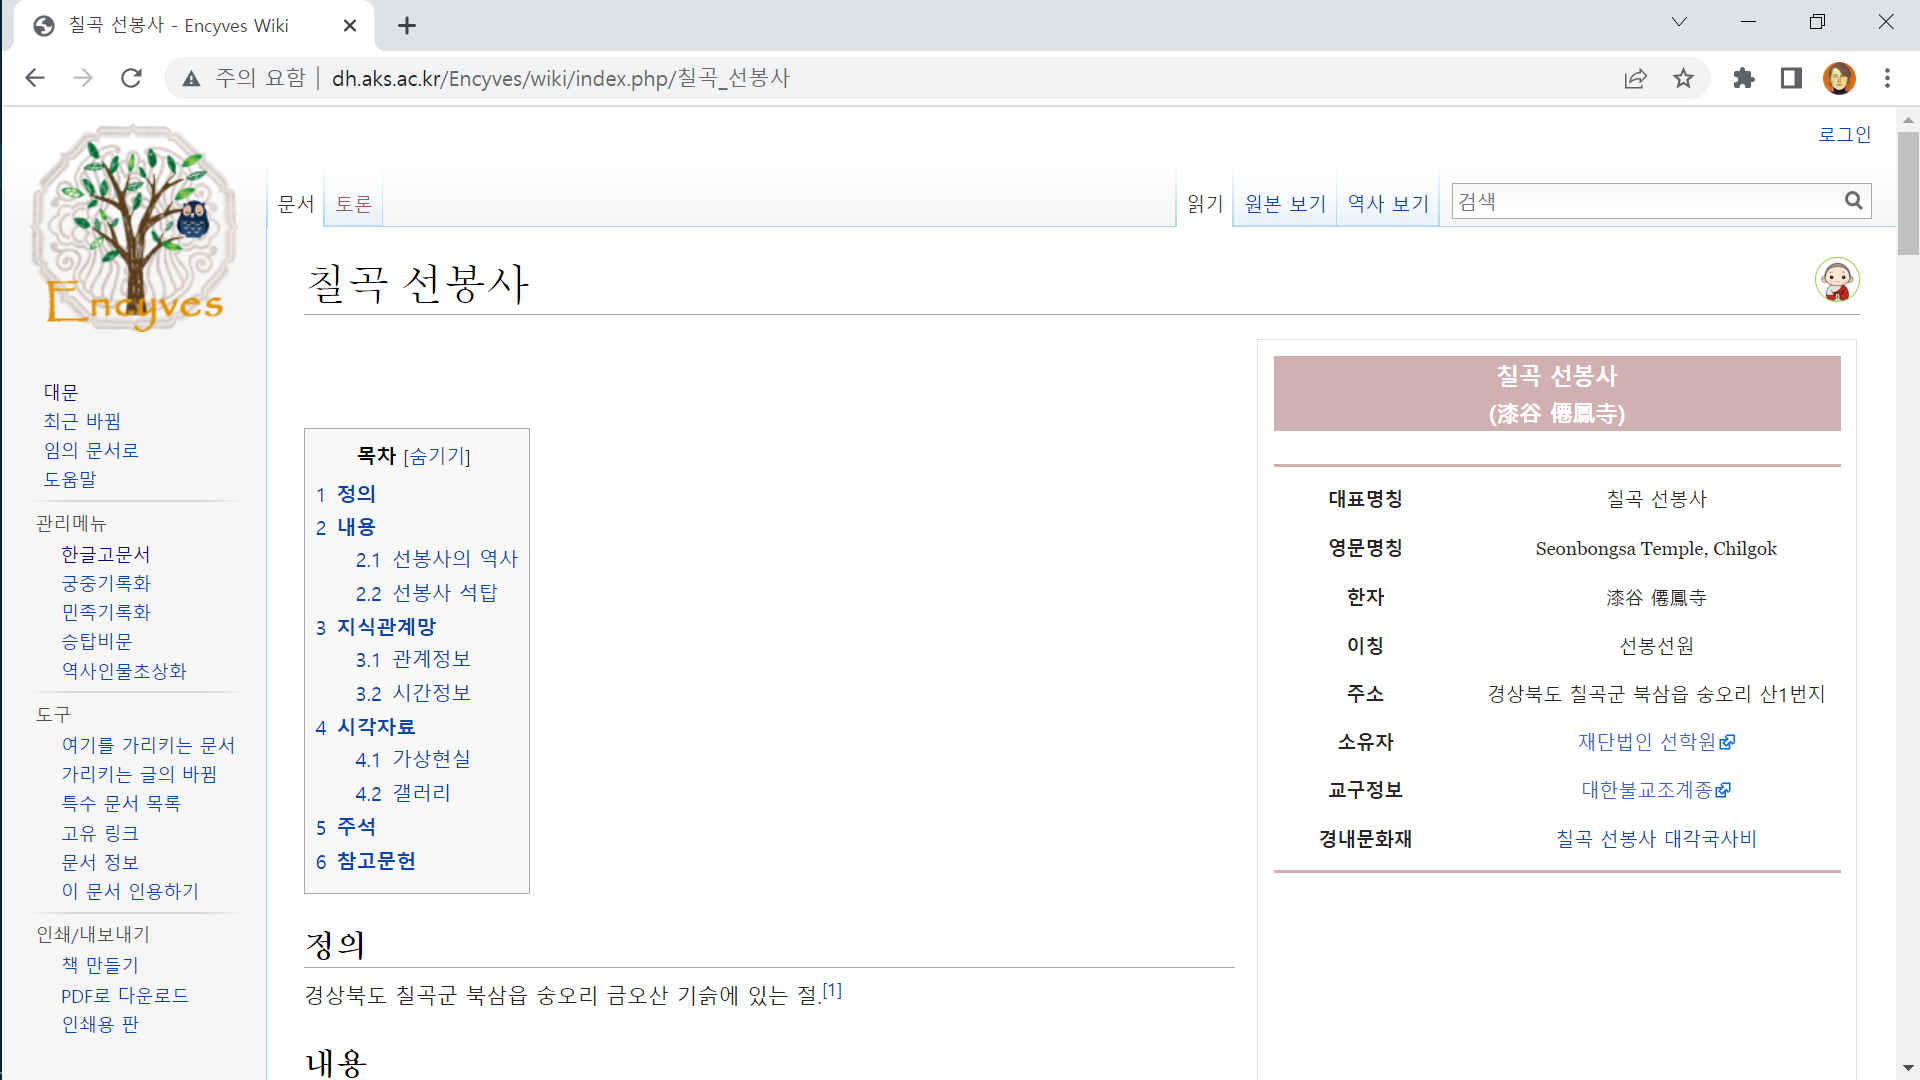 칠곡 선봉사 - Encyves Wiki
주의 요함 | dh.aks.ac.kr/Encyves/wiki/index.php/칠곡_선봉사
로그인
문서 토론 읽기 원본 보기 역사 보기 검색
Encyves
대문
최근 바뀜
임의 문서로
도움말
관리메뉴
한글고문서
궁중기록화
민족기록화
승탑비문
역사인물초상화
도구
여기를 가리키는 문서
가리키는 글의 바뀜
특수 문서 목록
고유 링크
문서 정보
이 문서 인용하기
인쇄/내보내기
책 만들기
PDF로 다운로드
인쇄용 판
칠곡 선봉사
목차 [숨기기]
1 정의
2 내용
2.1 선봉사의 역사
2.2 선봉사 석탑
3 지식관계망
3.1 관계정보
3.2 시간정보
4 시각자료
4.1 가상현실
4.2 갤러리
5 주석
6 참고문헌
정의
경상북도 칠곡군 북삼읍 숭오리 금오산 기슭에 있는 절.[1]
내용
칠곡 선봉사
(漆谷 僊鳳寺)
대표명칭 칠곡 선봉사
영문명칭 Seonbongsa Temple, Chilgok
한자 漆谷 僊鳳寺
이칭 선봉선원
주소 경상북도 칠곡군 북삼읍 숭오리 산1번지
소유자 재단법인 선학원
교구정보 대한불교조계종
경내문화재 칠곡 선봉사 대각국사비